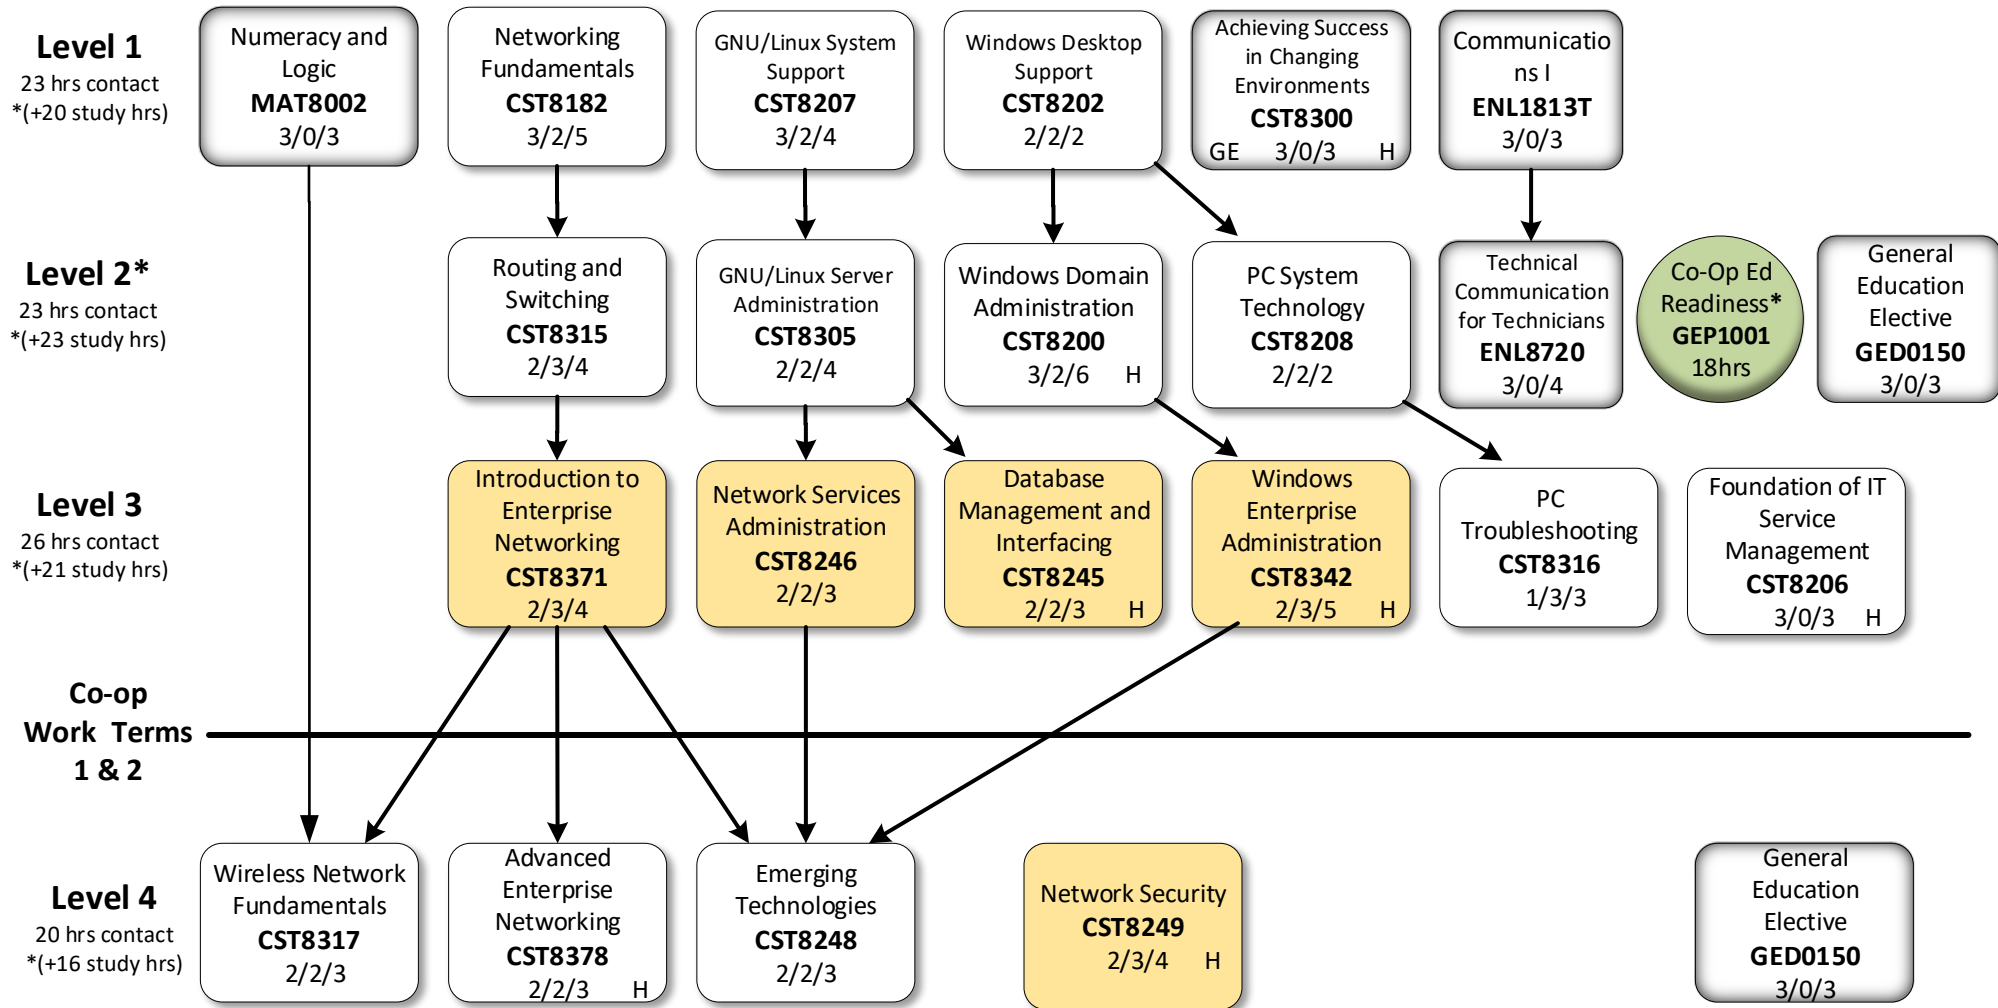 Level 1
23 hrs contact
*(+20 study hrs)
Numeracy and
Logic
MAT8002
3/0/3
Networking
Fundamentals
CST8182
3/2/5
GNU/Linux System
Support
CST8207
3/2/4
Windows Desktop
Support
CST8202
2/2/2
Achieving Success
in Changing
Environments
CST8300
GE 3/0/3 H
Communicatio
ns I
ENL1813T
3/0/3
Level 2*
23 hrs contact
*(+23 study hrs)
Routing and
Switching
CST8315
2/3/4
GNU/Linux Server
Administration
CST8305
2/2/4
Windows Domain
Administration
CST8200
3/2/6 H
PC System
Technology
CST8208
2/2/2
Technical
Communication
for Technicians
ENL8720
3/0/4
Co-Op Ed
Readiness*
GEP1001
18hrs
General
Education
Elective
GED0150
3/0/3
Level 3
26 hrs contact
*(+21 study hrs)
Introduction to
Enterprise
Networking
CST8371
2/3/4
Network Services
Administration
CST8246
2/2/3
Database
Management and
Interfacing
CST8245
2/2/3 H
Windows
Enterprise
Administration
CST8342
2/3/5 H
PC
Troubleshooting
CST8316
1/3/3
Foundation of IT
Service
Management
CST8206
3/0/3 H
Co-op
Work Terms
1 & 2
Level 4
20 hrs contact
*(+16 study hrs)
Wireless Network
Fundamentals
CST8317
2/2/3
Advanced
Enterprise
Networking
CST8378
2/2/3 H
Emerging
Technologies
CST8248
2/2/3
Network Security
CST8249
2/3/4 H
General
Education
Elective
GED0150
3/0/3